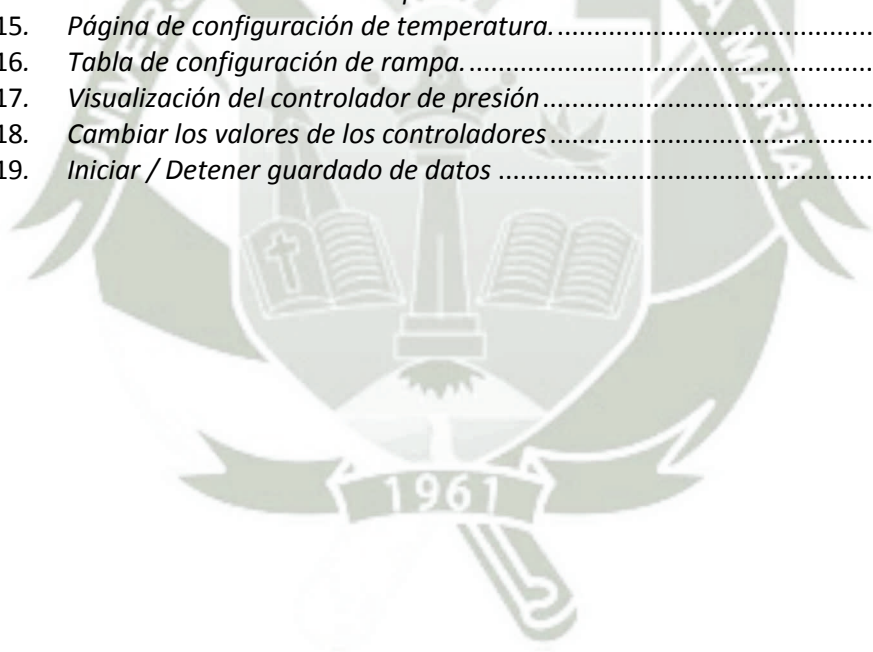 15. Página de configuración de temperatura.......................................
16. Tabla de configuración de rampa....................................................
17. Visualización del controlador de presión.........................................
18. Cambiar los valores de los controladores........................................
19. Iniciar / Detener guardado de datos ...............................................
MARIA
1961